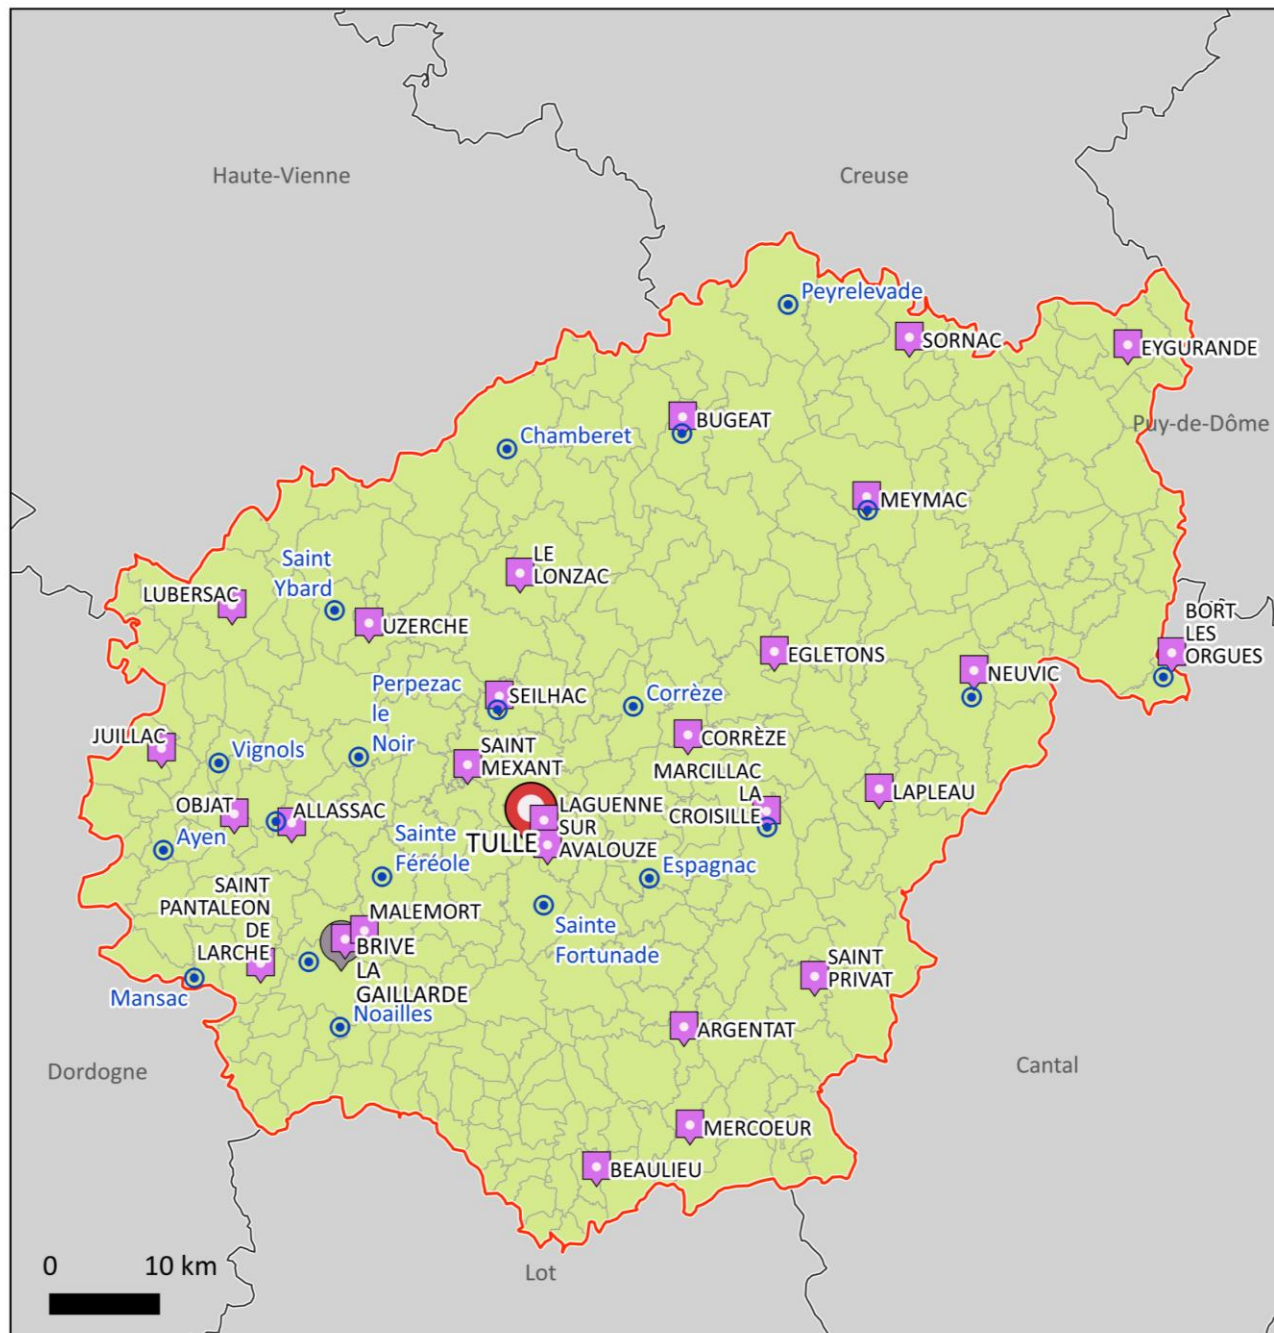 Haute-Vienne
Creuse
Peyrelevade
SORNAC
EYGURANDE
BUGEAT
Puy-de-Dôme
Chamberet
MEYMAC
LE
LONZAC
Saint
Ybard
LUBERSAC
UZERCHE
BORT
LES
ORGUES
EGLETONS
NEUVIC
Perpezac
le
Noir
SEILHAC
Corrèze
JUILLAC
Vignols
SAINT
MEXANT
CORRÈZE
MARCILLAC
LA
CROISILLE
LAPLEAU
OBJAT
ALLASSAC
LAGUENNE
SUR
AVALOUZE
TULLE
Ayen
Sainte
Féréole
Espagnac
SAINT
PANTALEON
DE
LARCHE
MALEMORT
BRIVE
LA
GAILLARDE
Sainte
Fortunade
SAINT
PRIVAT
Mansac
Noailles
ARGENTAT
Dordogne
Cantal
MERCOEUR
BEAULIEU
0 10 km
Lot